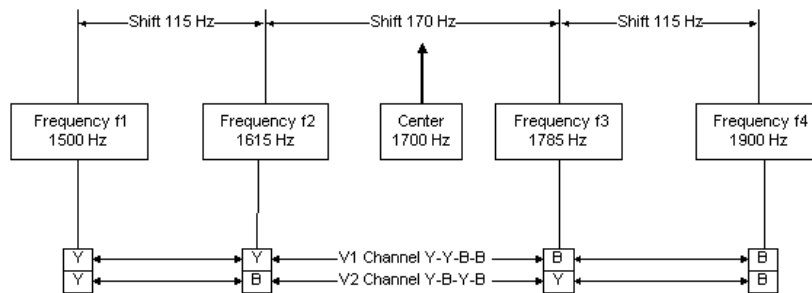 Shift 115 Hz Shift 170 Hz Shift 115 Hz
Frequency f1
1500 Hz
Frequency f2
1615 Hz
Center
1700 Hz
Frequency f3
1785 Hz
Frequency f4
1900 Hz
Y Y V1 Channel Y-Y-B-B B B
Y B V2 Channel Y-B-Y-B Y B